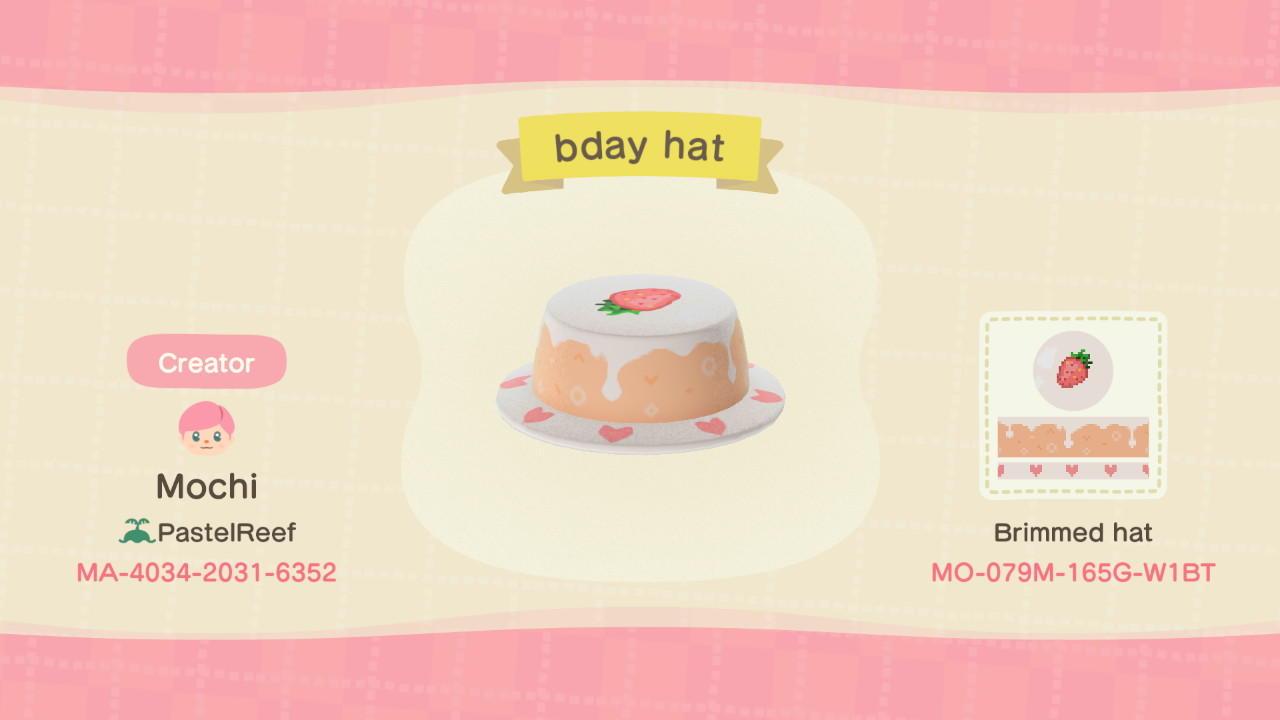 bday hat
Creator
Mochi
PastelReef
MA-4034-2031-6352
Brimmed hat
MO-079M-165G-W1BT